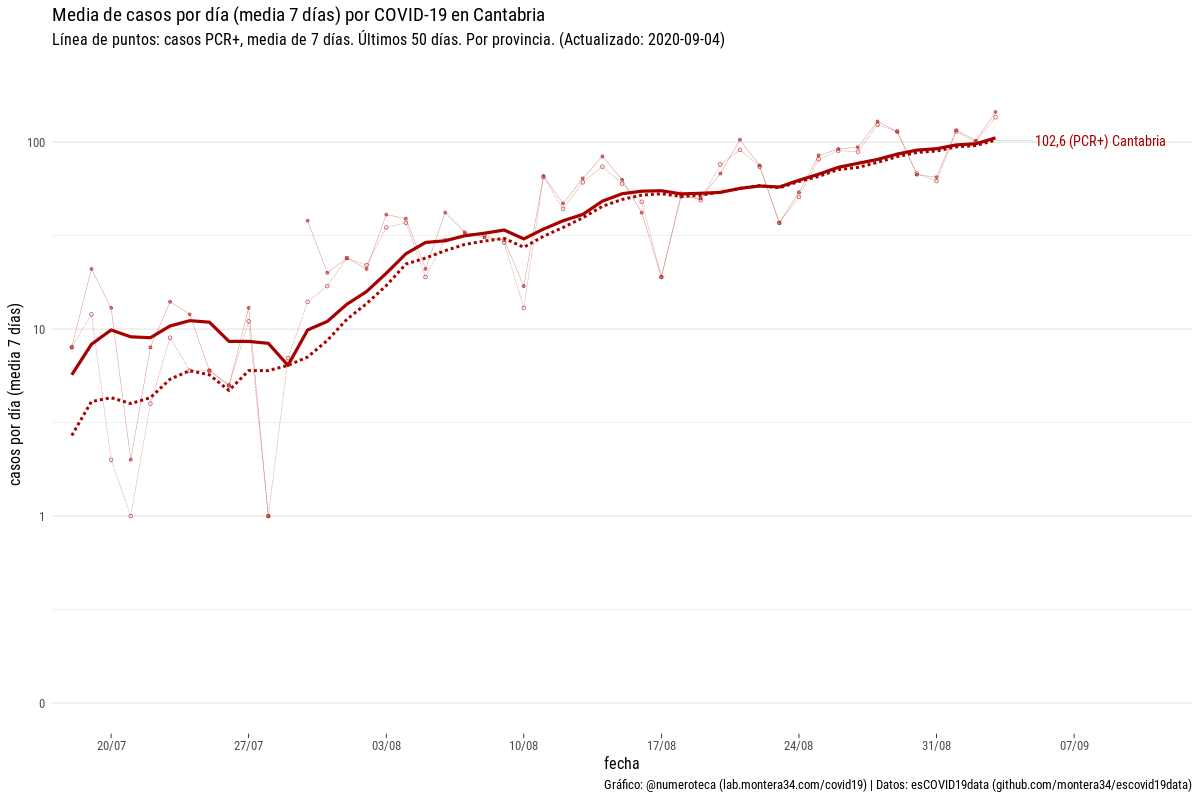 Media de casos por día (media 7 días) por COVID-19 en Cantabria
Línea de puntos: casos PCR+, media de 7 días. Últimos 50 días. Por provincia. (Actualizado: 2020-09-04)
casos por día (media 7 días)
100
10
1
0
102,6 (PCR+) Cantabria
20/07
27/07
03/08
10/08
17/08
24/08
31/08
07/09
fecha
Gráfico: @numeroteca (lab.montera34.com/covid19) | Datos: esCOVID19data (github.com/montera34/escovid19data)